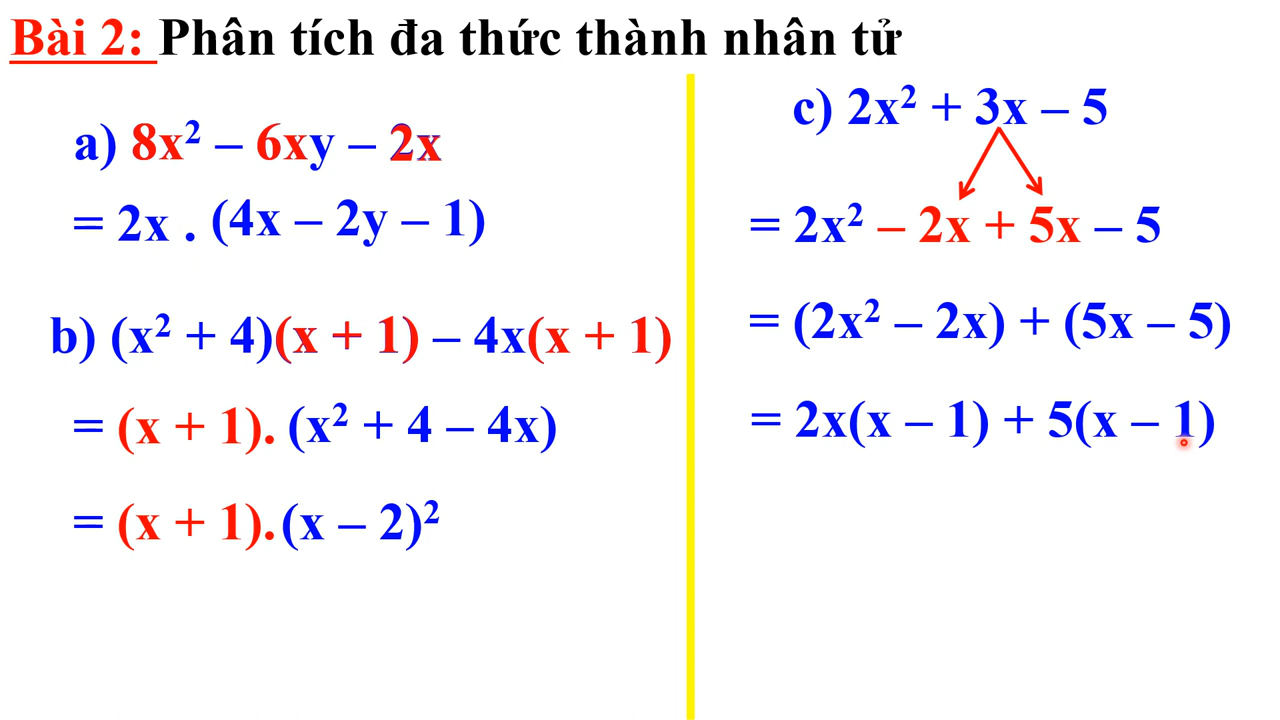 Bài 2: Phân tích đa thức thành nhân tử
a) 8x² – 6xy – 2x
= 2x . (4x – 2y – 1)
b) (x² + 4)(x + 1) – 4x(x + 1)
= (x + 1). (x² + 4 – 4x)
= (x + 1). (x – 2)²
c) 2x² + 3x – 5
= 2x² – 2x + 5x – 5
= (2x² – 2x) + (5x – 5)
= 2x(x – 1) + 5(x – 1)